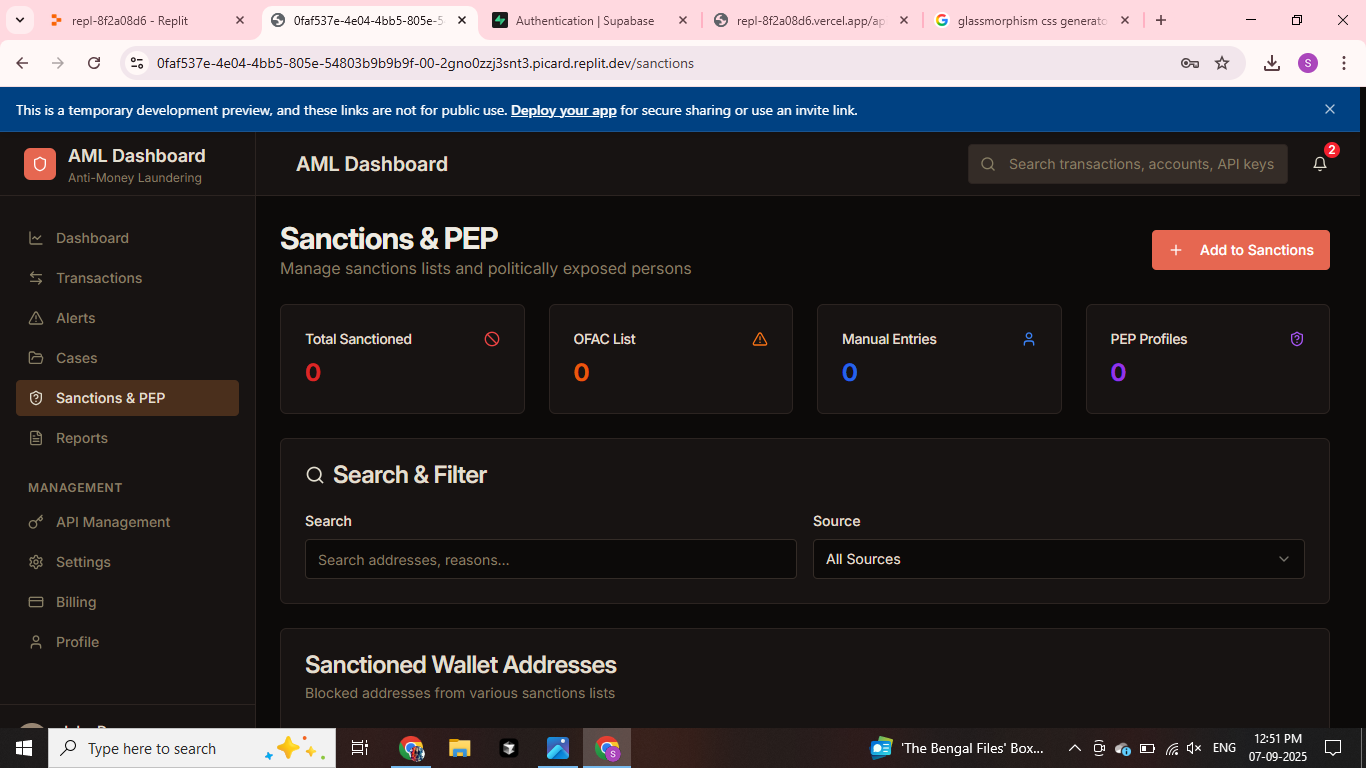 repl-8f2a08d6 - Replit
0faf537e-4e04-4bb5-805e-5
Authentication | Supabase
repl-8f2a08d6.vercel.app/ap
glassmorphism css generato
0faf537e-4e04-4bb5-805e-54803b9b9b9f-00-2gno0zzj3snt3.picard.replit.dev/sanctions
S
This is a temporary development preview, and these links are not for public use. Deploy your app for secure sharing or use an invite link.
AML Dashboard
Anti-Money Laundering
AML Dashboard
Search transactions, accounts, API keys
2
Dashboard
Transactions
Alerts
Cases
Sanctions & PEP
Reports
MANAGEMENT
API Management
Settings
Billing
Profile
Sanctions & PEP
Manage sanctions lists and politically exposed persons
Add to Sanctions
Total Sanctioned
0
OFAC List
0
Manual Entries
0
PEP Profiles
0
Search & Filter
Search
Search addresses, reasons...
Source
All Sources
Sanctioned Wallet Addresses
Blocked addresses from various sanctions lists
Type here to search
S
'The Bengal Files' Box...
ENG
12:51 PM
07-09-2025